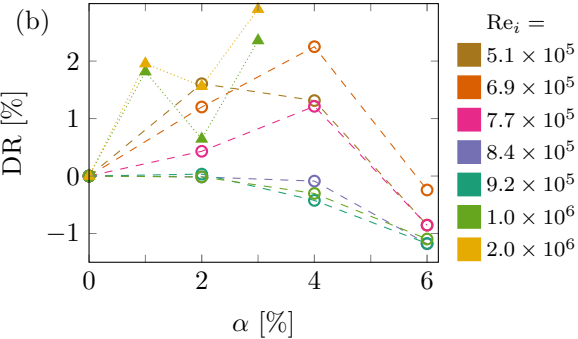 (b)
DR [%]
2
1
0
−1
0
2
4
6
α [%]
Re_i =
5.1 × 10^5
6.9 × 10^5
7.7 × 10^5
8.4 × 10^5
9.2 × 10^5
1.0 × 10^6
2.0 × 10^6